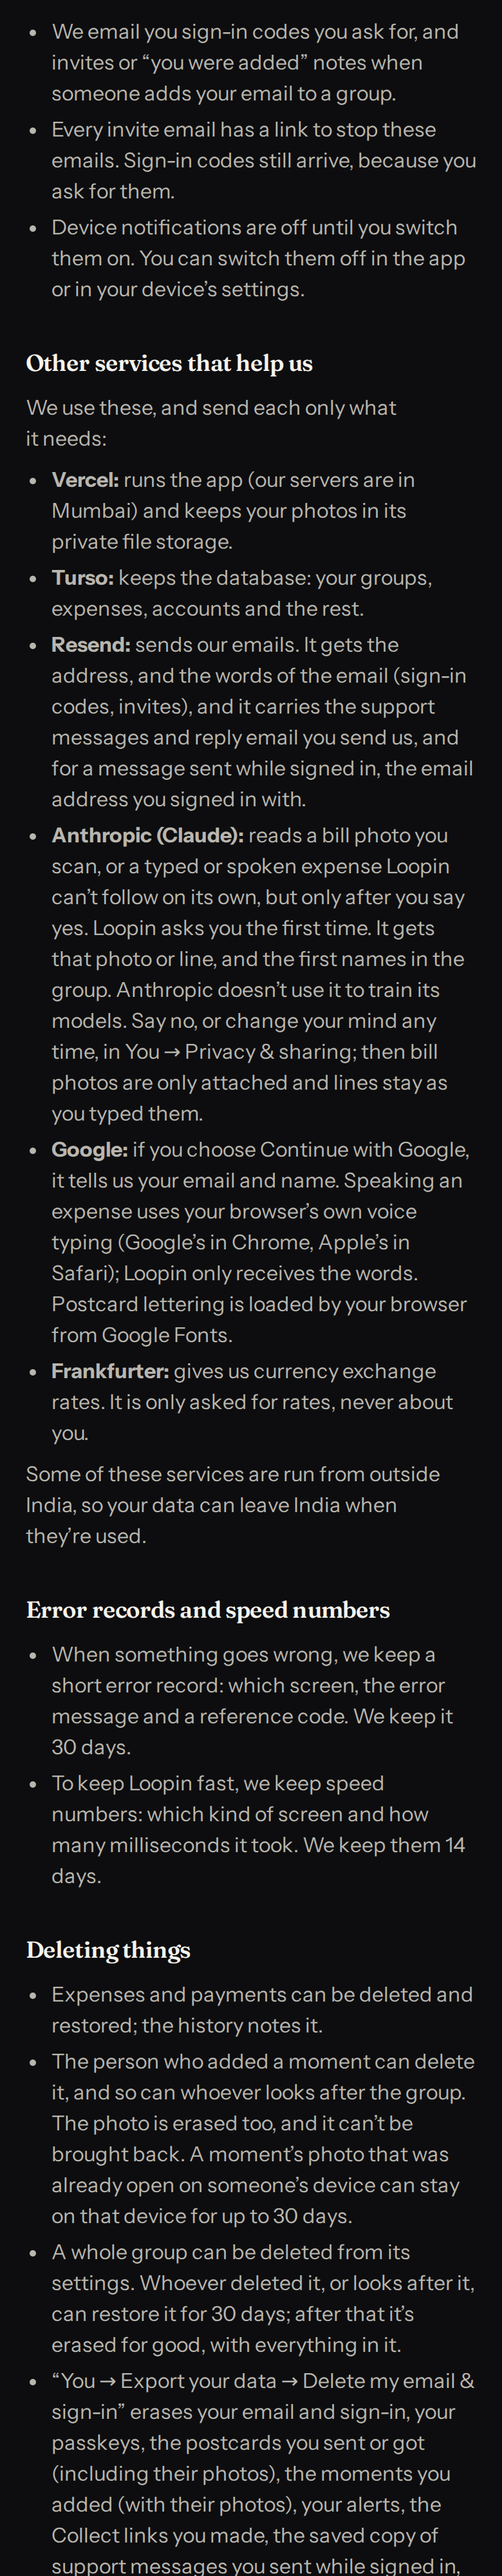 • We email you sign-in codes you ask for, and
invites or “you were added” notes when
someone adds your email to a group.
• Every invite email has a link to stop these
emails. Sign-in codes still arrive, because you
ask for them.
• Device notifications are off until you switch
them on. You can switch them off in the app
or in your device’s settings.
Other services that help us
We use these, and send each only what
it needs:
• Vercel: runs the app (our servers are in
Mumbai) and keeps your photos in its
private file storage.
• Turso: keeps the database: your groups,
expenses, accounts and the rest.
• Resend: sends our emails. It gets the
address, and the words of the email (sign-in
codes, invites), and it carries the support
messages and reply email you send us, and
for a message sent while signed in, the email
address you signed in with.
• Anthropic (Claude): reads a bill photo you
scan, or a typed or spoken expense Loopin
can’t follow on its own, but only after you say
yes. Loopin asks you the first time. It gets
that photo or line, and the first names in the
group. Anthropic doesn’t use it to train its
models. Say no, or change your mind any
time, in You → Privacy & sharing; then bill
photos are only attached and lines stay as
you typed them.
• Google: if you choose Continue with Google,
it tells us your email and name. Speaking an
expense uses your browser’s own voice
typing (Google’s in Chrome, Apple’s in
Safari); Loopin only receives the words.
Postcard lettering is loaded by your browser
from Google Fonts.
• Frankfurter: gives us currency exchange
rates. It is only asked for rates, never about
you.
Some of these services are run from outside
India, so your data can leave India when
they’re used.
Error records and speed numbers
• When something goes wrong, we keep a
short error record: which screen, the error
message and a reference code. We keep it
30 days.
• To keep Loopin fast, we keep speed
numbers: which kind of screen and how
many milliseconds it took. We keep them 14
days.
Deleting things
• Expenses and payments can be deleted and
restored; the history notes it.
• The person who added a moment can delete
it, and so can whoever looks after the group.
The photo is erased too, and it can’t be
brought back. A moment’s photo that was
already open on someone’s device can stay
on that device for up to 30 days.
• A whole group can be deleted from its
settings. Whoever deleted it, or looks after it,
can restore it for 30 days; after that it’s
erased for good, with everything in it.
• “You → Export your data → Delete my email &
sign-in” erases your email and sign-in, your
passkeys, the postcards you sent or got
(including their photos), the moments you
added (with their photos), your alerts, the
Collect links you made, the saved copy of
support messages you sent while signed in,